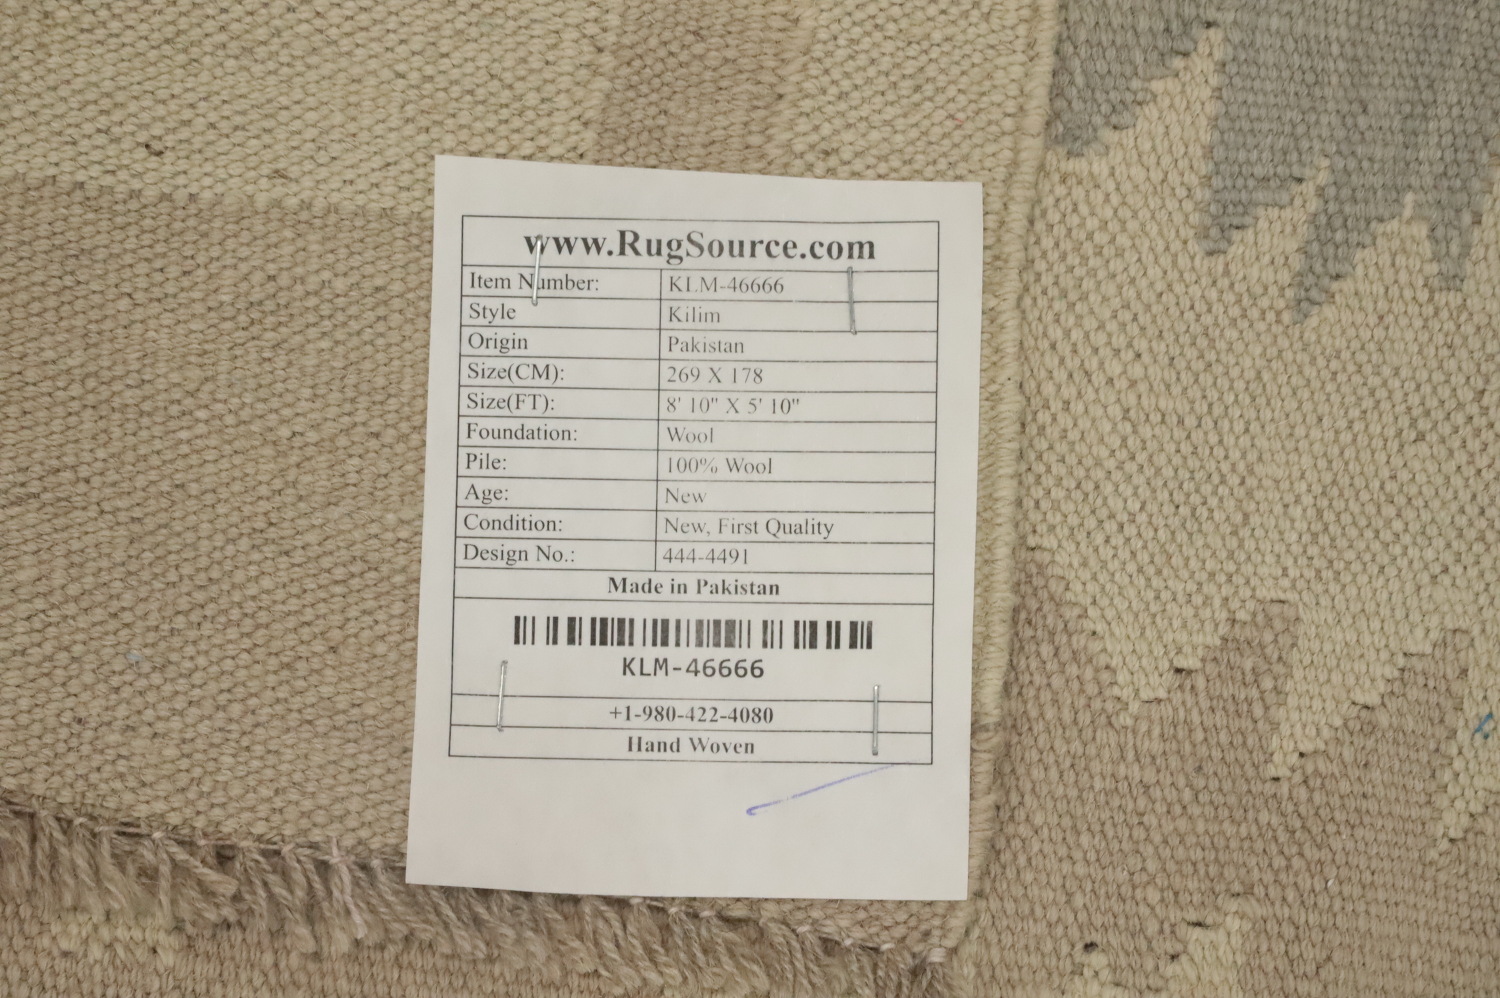 www.RugSource.com
Item Number: KLM-46666
Style Kilim
Origin Pakistan
Size(CM): 269 X 178
Size(FT): 8' 10" X 5' 10"
Foundation: Wool
Pile: 100% Wool
Age: New
Condition: New, First Quality
Design No.: 444-4491
Made in Pakistan
KLM-46666
+1-980-422-4080
Hand Woven